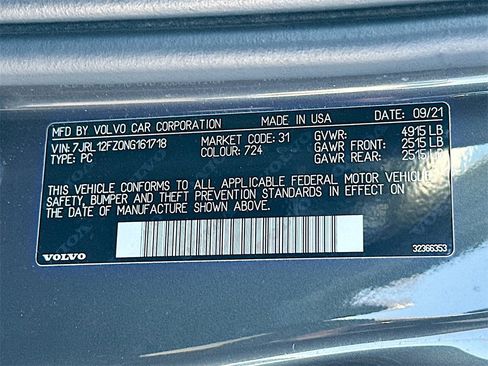 MFD. BY VOLVO CAR CORPORATION MADE IN USA DATE: 09/21
VIN: 7JRL12FZ0NG161718 MARKET CODE: 31 GVWR: 4915 LB
TYPE: PC COLOUR: 724 GAWR FRONT: 2515 LB
GAWR REAR: 2515 LB
THIS VEHICLE CONFORMS TO ALL APPLICABLE FEDERAL MOTOR VEHICLE
SAFETY, BUMPER AND THEFT PREVENTION STANDARDS IN EFFECT ON
THE DATE OF MANUFACTURE SHOWN ABOVE.
VOLVO 32366353